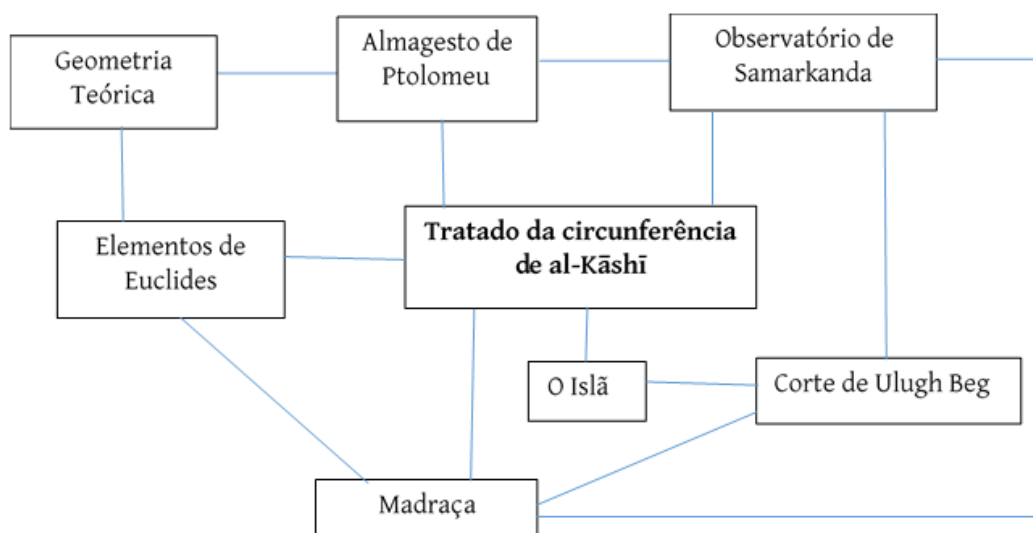 Geometria
Teórica
Almagesto de
Ptolomeu
Observatório de
Samarkanda
Elementos de
Euclides
Tratado da circunferência
de al-Kāshī
O Islã
Corte de Ulugh Beg
Madraça